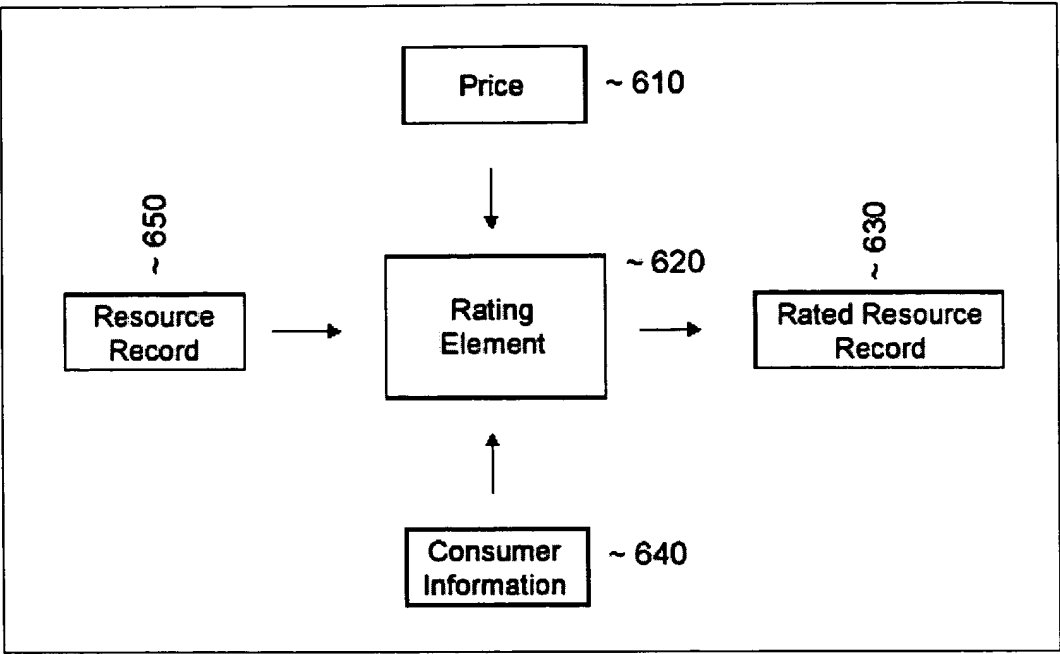 Price
~ 610
~ 650
~ 630
~ 620
Resource
Record
Rating
Element
Rated Resource
Record
Consumer
Information
~ 640